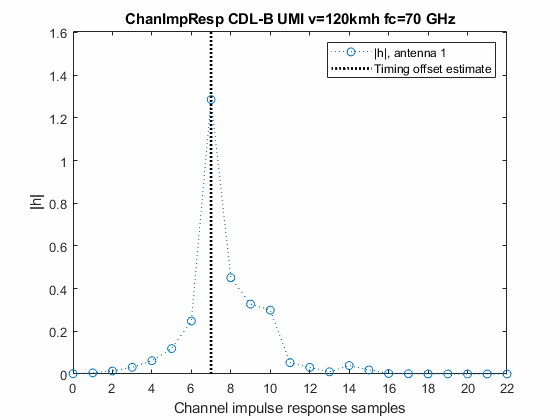 ChanImpResp CDL-B UMI v=120kmh fc=70 GHz
|h|, antenna 1
Timing offset estimate
1.6
1.4
1.2
1
0.8
0.6
0.4
0.2
0
|h|
0 2 4 6 8 10 12 14 16 18 20 22
Channel impulse response samples